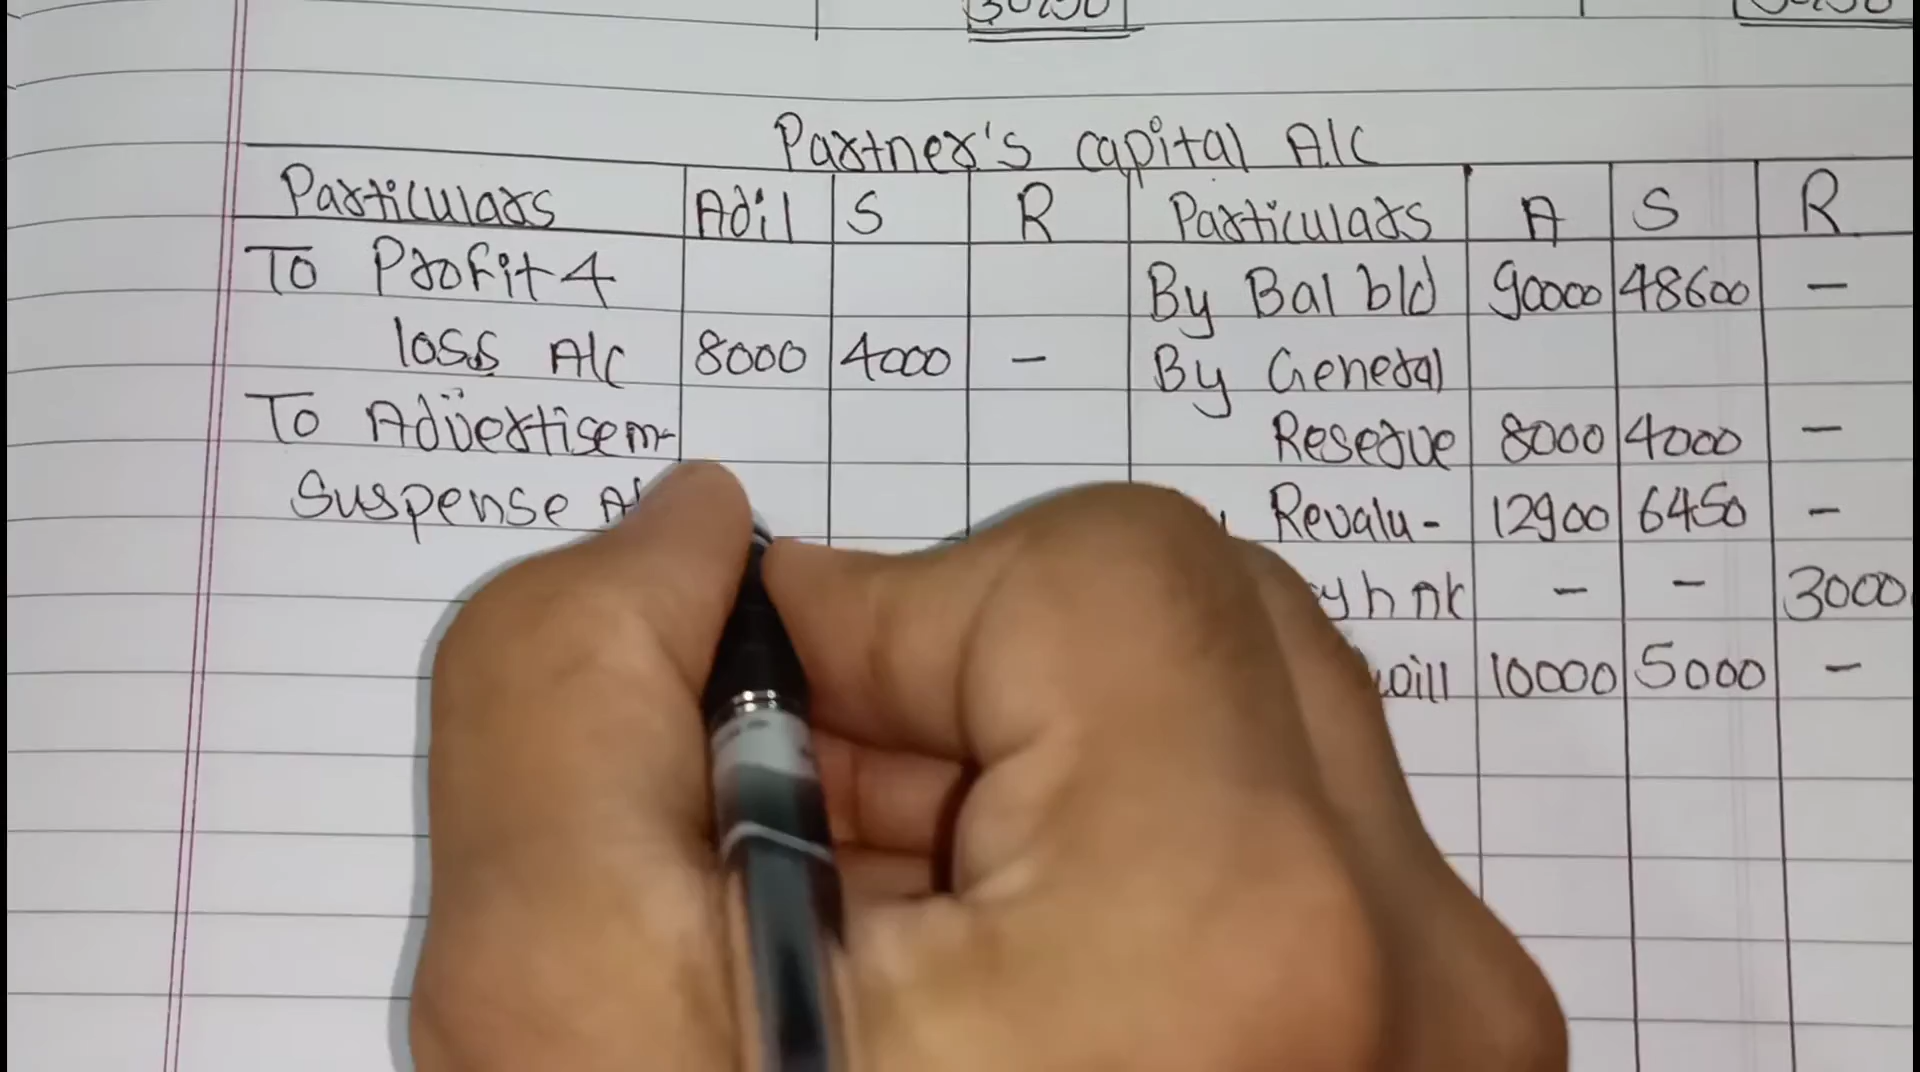 Partner's capital A/C
Particulars Adil S R Particulars A S R
To Profit & By Bal b/d 90000 48600 -
loss A/c 8000 4000 - By General
To Advertisem- Reserve 8000 4000 -
Suspense Revalu- 12900 6450 -
- - 3000
10000 5000 -